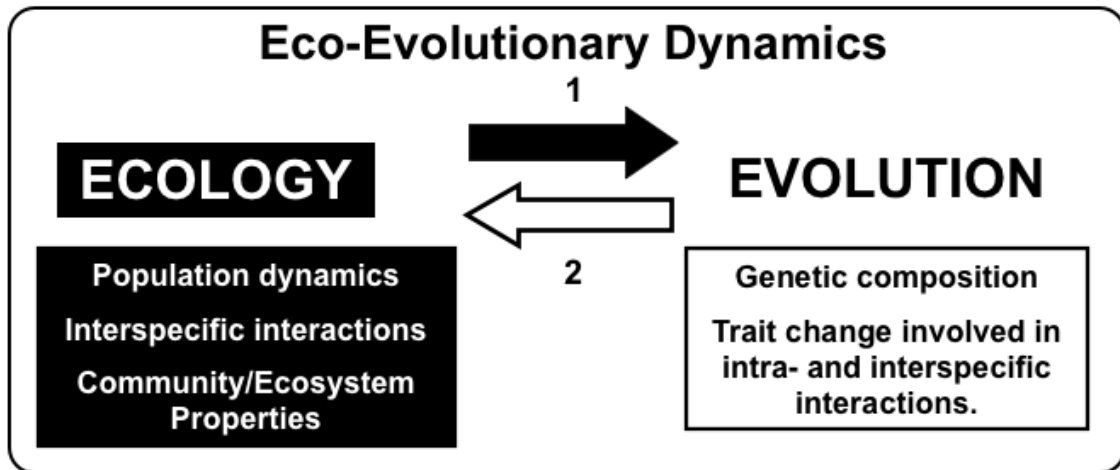 Eco-Evolutionary Dynamics
1
ECOLOGY
EVOLUTION
2
Population dynamics
Interspecific interactions
Community/Ecosystem
Properties
Genetic composition
Trait change involved in
intra- and interspecific
interactions.